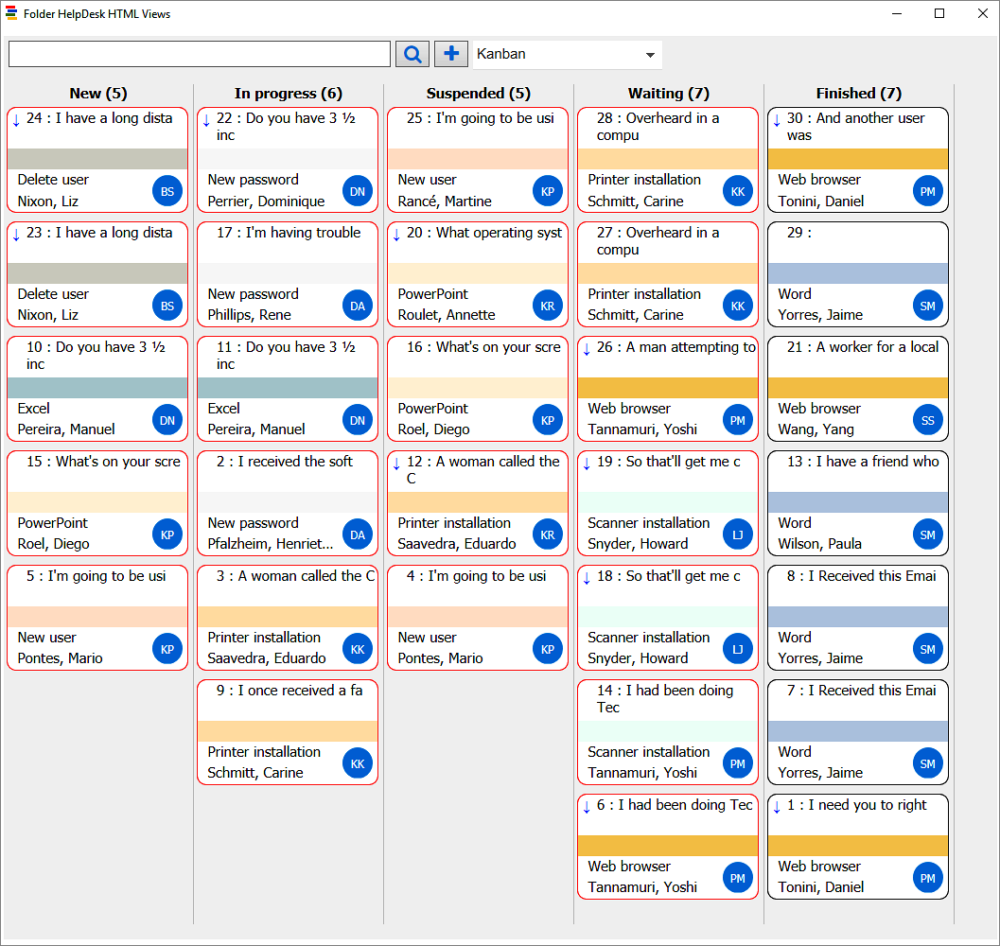 Folder HelpDesk HTML Views
Kanban
New (5)
↓ 24 : I have a long dista
Delete user
Nixon, Liz
BS
↓ 23 : I have a long dista
Delete user
Nixon, Liz
BS
10 : Do you have 3 ½
inc
Excel
Pereira, Manuel
DN
15 : What's on your scre
PowerPoint
Roel, Diego
KP
5 : I'm going to be usi
New user
Pontes, Mario
KP
In progress (6)
↓ 22 : Do you have 3 ½
inc
New password
Perrier, Dominique
DN
17 : I'm having trouble
New password
Phillips, Rene
DA
11 : Do you have 3 ½
inc
Excel
Pereira, Manuel
DN
2 : I received the soft
New password
Pfalzheim, Henriet...
DA
3 : A woman called the C
Printer installation
Saavedra, Eduardo
KK
9 : I once received a fa
Printer installation
Schmitt, Carine
KK
Suspended (5)
25 : I'm going to be usi
New user
Rancé, Martine
KP
↓ 20 : What operating syst
PowerPoint
Roulet, Annette
KR
16 : What's on your scre
PowerPoint
Roel, Diego
KP
↓ 12 : A woman called the
C
Printer installation
Saavedra, Eduardo
KR
4 : I'm going to be usi
New user
Pontes, Mario
KP
Waiting (7)
28 : Overheard in a
compu
Printer installation
Schmitt, Carine
KK
27 : Overheard in a
compu
Printer installation
Schmitt, Carine
KK
↓ 26 : A man attempting to
Web browser
Tannamuri, Yoshi
PM
↓ 19 : So that'll get me c
Scanner installation
Snyder, Howard
LJ
↓ 18 : So that'll get me c
Scanner installation
Snyder, Howard
LJ
14 : I had been doing
Tec
Scanner installation
Tannamuri, Yoshi
PM
↓ 6 : I had been doing Tec
Web browser
Tannamuri, Yoshi
PM
Finished (7)
↓ 30 : And another user
was
Web browser
Tonini, Daniel
PM
29 :
Word
Yorres, Jaime
SM
21 : A worker for a local
Web browser
Wang, Yang
SS
13 : I have a friend who
Word
Wilson, Paula
SM
8 : I Received this Emai
Word
Yorres, Jaime
SM
7 : I Received this Emai
Word
Yorres, Jaime
SM
↓ 1 : I need you to right
Web browser
Tonini, Daniel
PM